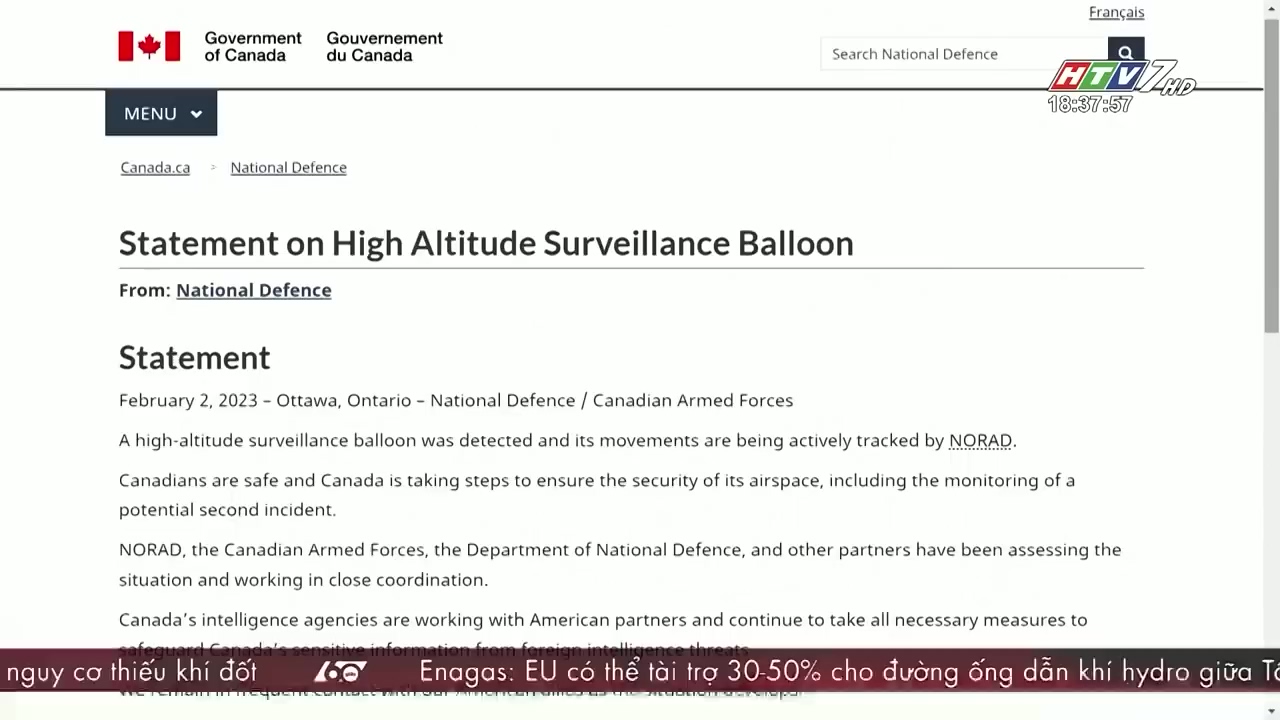 Français
Government of Canada
Gouvernement du Canada
Search National Defence
HTV7 HD
18:37:57
MENU
Canada.ca > National Defence
Statement on High Altitude Surveillance Balloon
From: National Defence
Statement
February 2, 2023 – Ottawa, Ontario – National Defence / Canadian Armed Forces
A high-altitude surveillance balloon was detected and its movements are being actively tracked by NORAD.
Canadians are safe and Canada is taking steps to ensure the security of its airspace, including the monitoring of a
potential second incident.
NORAD, the Canadian Armed Forces, the Department of National Defence, and other partners have been assessing the
situation and working in close coordination.
Canada's intelligence agencies are working with American partners and continue to take all necessary measures to
safeguard Canada's sensitive information from foreign intelligence threats.
nguy cơ thiếu khí đốt 60 Enagas: EU có thể tài trợ 30-50% cho đường ống dẫn khí hydro giữa
We remain in frequent contact with our American allies as the situation develops.